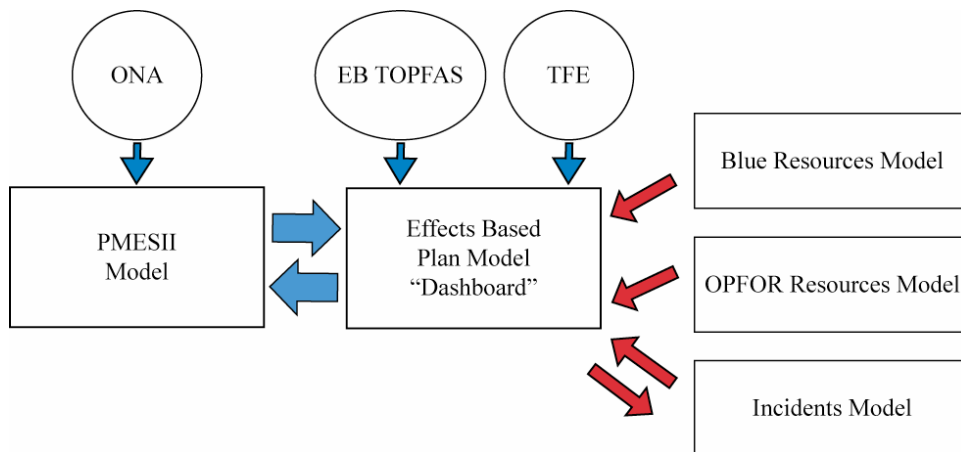 ONA
EB TOPFAS
TFE
PMESII
Model
Effects Based
Plan Model
“Dashboard”
Blue Resources Model
OPFOR Resources Model
Incidents Model